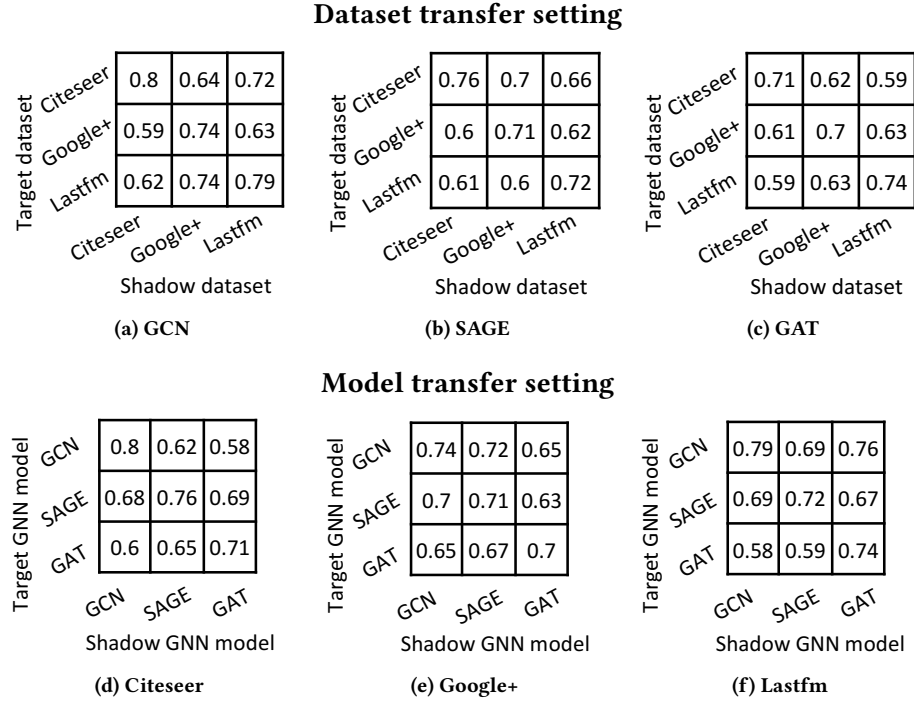 Dataset transfer setting
Target dataset
Citeseer 0.8 0.64 0.72
Google+ 0.59 0.74 0.63
Lastfm 0.62 0.74 0.79
Citeseer Google+ Lastfm
Shadow dataset
(a) GCN
Target dataset
Citeseer 0.76 0.7 0.66
Google+ 0.6 0.71 0.62
Lastfm 0.61 0.6 0.72
Citeseer Google+ Lastfm
Shadow dataset
(b) SAGE
Target dataset
Citeseer 0.71 0.62 0.59
Google+ 0.61 0.7 0.63
Lastfm 0.59 0.63 0.74
Citeseer Google+ Lastfm
Shadow dataset
(c) GAT
Model transfer setting
Target GNN model
GCN 0.8 0.62 0.58
SAGE 0.68 0.76 0.69
GAT 0.6 0.65 0.71
GCN SAGE GAT
Shadow GNN model
(d) Citeseer
Target GNN model
GCN 0.74 0.72 0.65
SAGE 0.7 0.71 0.63
GAT 0.65 0.67 0.7
GCN SAGE GAT
Shadow GNN model
(e) Google+
Target GNN model
GCN 0.79 0.69 0.76
SAGE 0.69 0.72 0.67
GAT 0.58 0.59 0.74
GCN SAGE GAT
Shadow GNN model
(f) Lastfm